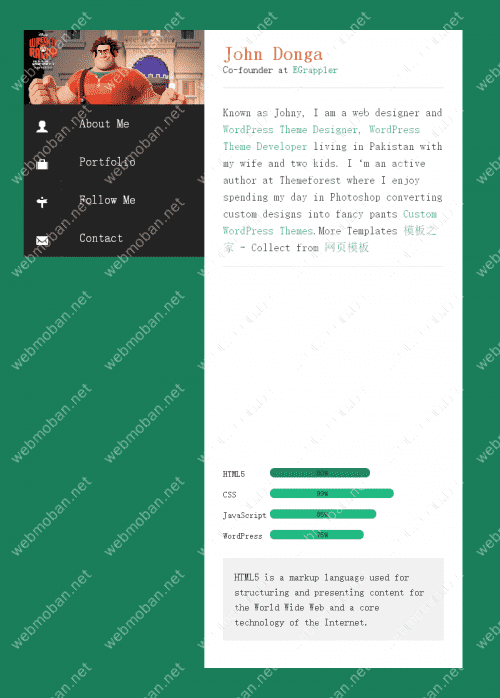 John Donga
Co-founder at EGrappler
About Me
Portfolio
Follow Me
Contact
Known as Johny, I am a web designer and
WordPress Theme Designer, WordPress
Theme Developer living in Pakistan with
my wife and two kids. I 'm an active
author at Themeforest where I enjoy
spending my day in Photoshop converting
custom designs into fancy pants Custom
WordPress Themes.More Templates 模板之
家 - Collect from 网页模板
HTML5
CSS 99%
JavaScript 85%
WordPress 75%
HTML5 is a markup language used for
structuring and presenting content for
the World Wide Web and a core
technology of the Internet.
webmoban.net